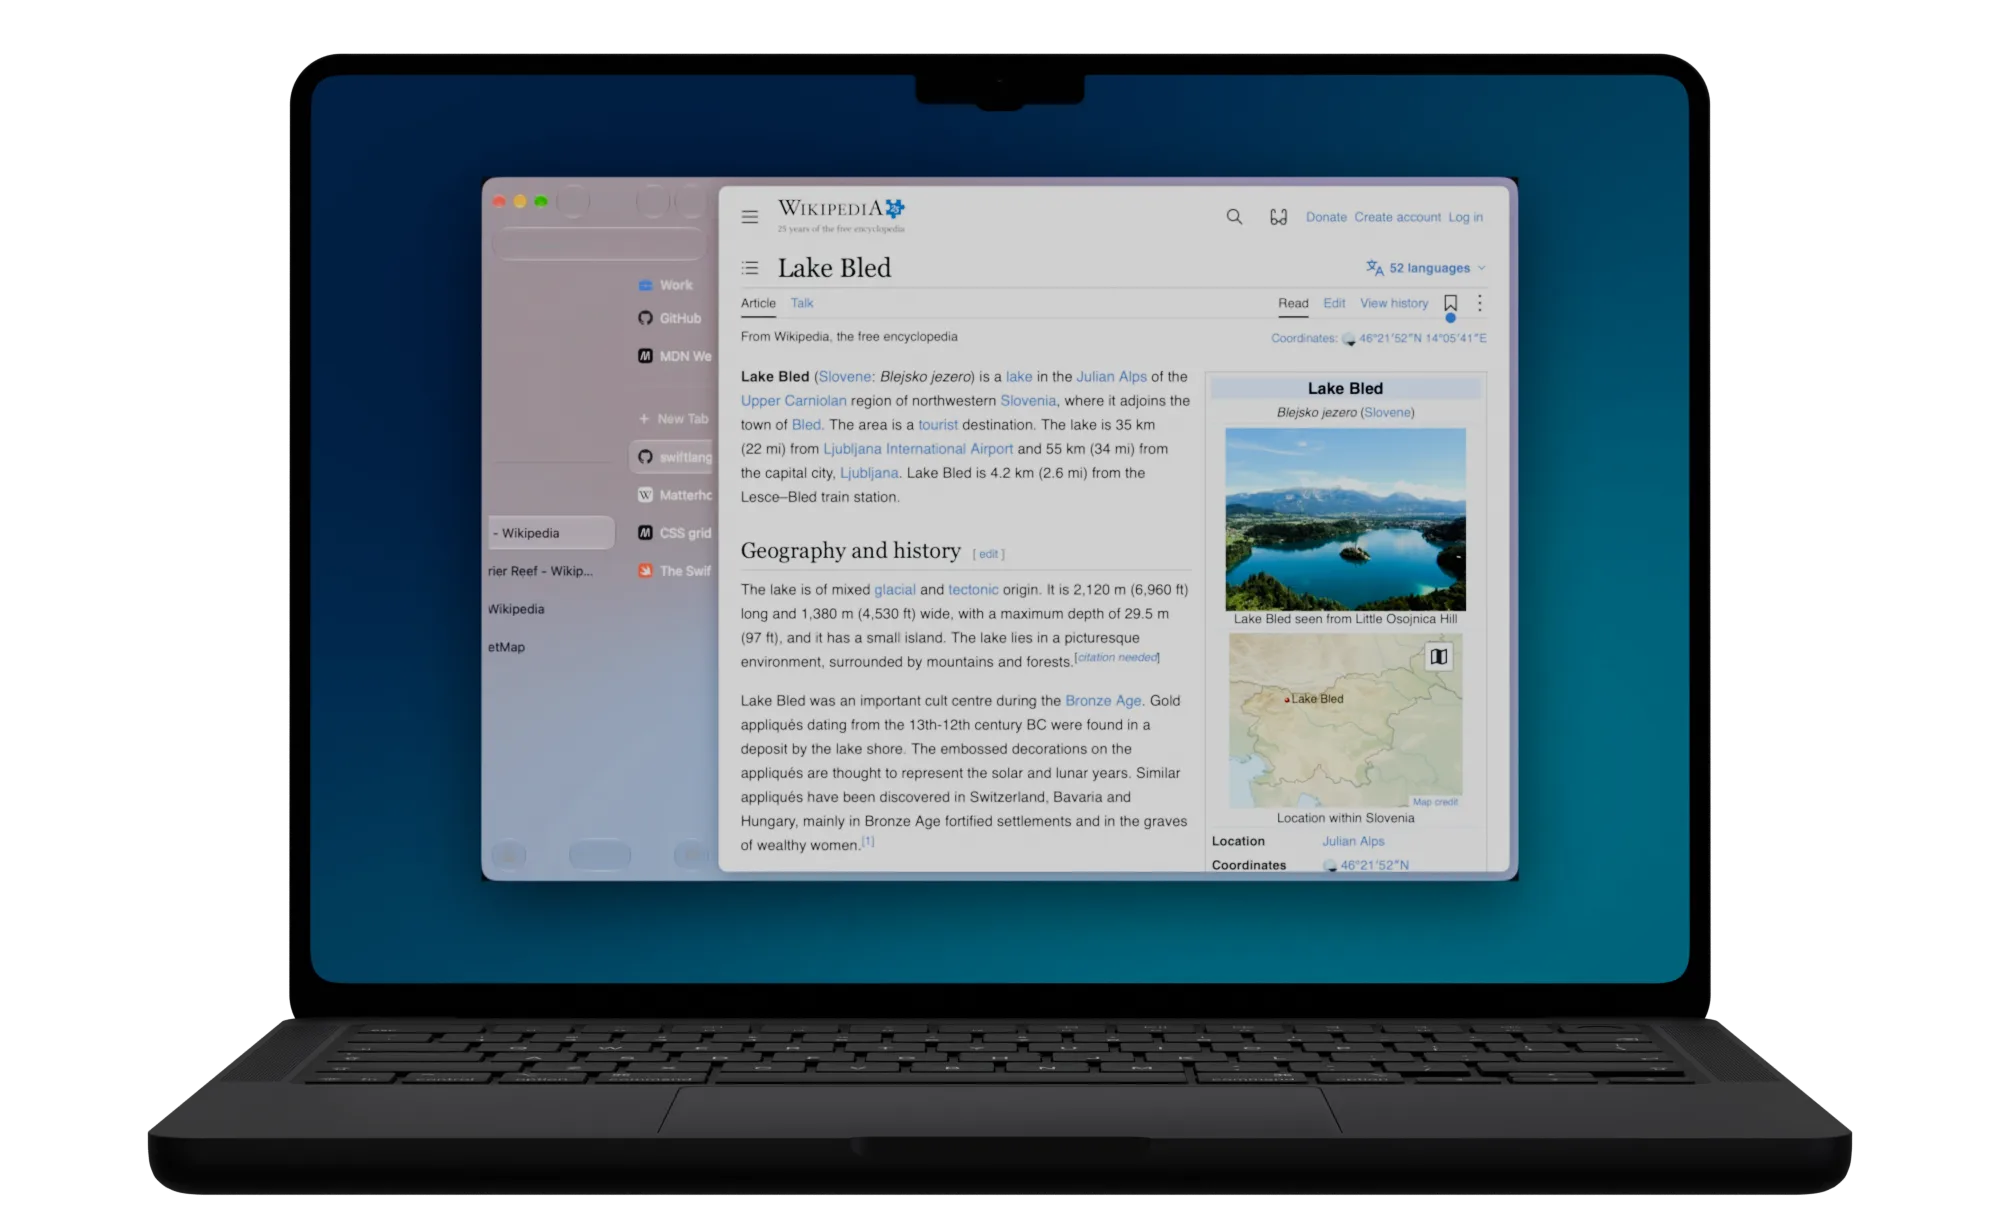 WIKIPEDIA
25 years of the free encyclopedia
Donate Create account Log in
Lake Bled
52 languages
Article Talk
Read Edit View history
From Wikipedia, the free encyclopedia
Coordinates: 46°21′52″N 14°05′41″E
Work
GitHub
MDN We
+ New Tab
swiftlang
Matterho
CSS grid
The Swif
- Wikipedia
rier Reef - Wikip...
Wikipedia
etMap
Lake Bled (Slovene: Blejsko jezero) is a lake in the Julian Alps of the
Upper Carniolan region of northwestern Slovenia, where it adjoins the
town of Bled. The area is a tourist destination. The lake is 35 km
(22 mi) from Ljubljana International Airport and 55 km (34 mi) from
the capital city, Ljubljana. Lake Bled is 4.2 km (2.6 mi) from the
Lesce–Bled train station.
Geography and history [ edit ]
The lake is of mixed glacial and tectonic origin. It is 2,120 m (6,960 ft)
long and 1,380 m (4,530 ft) wide, with a maximum depth of 29.5 m
(97 ft), and it has a small island. The lake lies in a picturesque
environment, surrounded by mountains and forests.[citation needed]
Lake Bled was an important cult centre during the Bronze Age. Gold
appliqués dating from the 13th-12th century BC were found in a
deposit by the lake shore. The embossed decorations on the
appliqués are thought to represent the solar and lunar years. Similar
appliqués have been discovered in Switzerland, Bavaria and
Hungary, mainly in Bronze Age fortified settlements and in the graves
of wealthy women.[1]
Lake Bled
Blejsko jezero (Slovene)
Lake Bled seen from Little Osojnica Hill
Lake Bled
Map credit
Location within Slovenia
Location Julian Alps
Coordinates 46°21′52″N
control option command command option